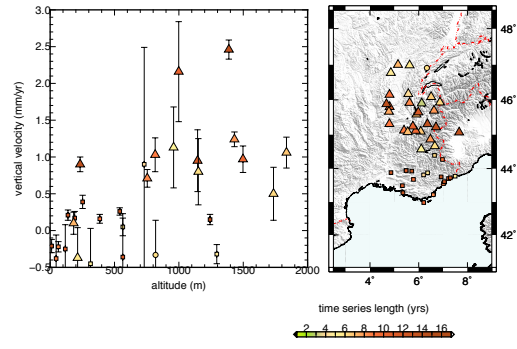 3.0
2.5
2.0
1.5
1.0
0.5
0.0
−0.5
vertical velocity (mm/yr)
0 500 1000 1500 2000
altitude (m)
48°
46°
44°
42°
4° 6° 8°
time series length (yrs)
2 4 6 8 10 12 14 16